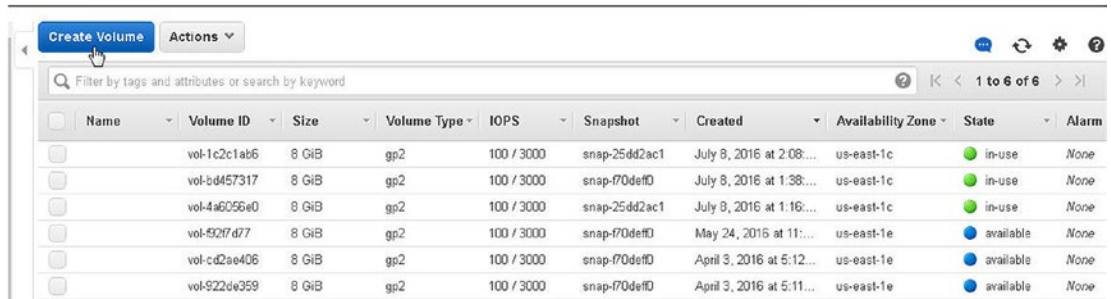 Create Volume Actions
Filter by tags and attributes or search by keyword 1 to 6 of 6
Name Volume ID Size Volume Type IOPS Snapshot Created Availability Zone State Alarm
vol-1c2c1ab6 8 GiB gp2 100 / 3000 snap-25dd2ac1 July 8, 2016 at 2:08:... us-east-1c in-use None
vol-bd457317 8 GiB gp2 100 / 3000 snap-f70deff0 July 8, 2016 at 1:38:... us-east-1c in-use None
vol-4a6056e0 8 GiB gp2 100 / 3000 snap-25dd2ac1 July 8, 2016 at 1:16:... us-east-1c in-use None
vol-f92f7d77 8 GiB gp2 100 / 3000 snap-f70deff0 May 24, 2016 at 11:... us-east-1e available None
vol-cd2ae406 8 GiB gp2 100 / 3000 snap-f70deff0 April 3, 2016 at 5:12... us-east-1e available None
vol-922de359 8 GiB gp2 100 / 3000 snap-f70deff0 April 3, 2016 at 5:11... us-east-1e available None